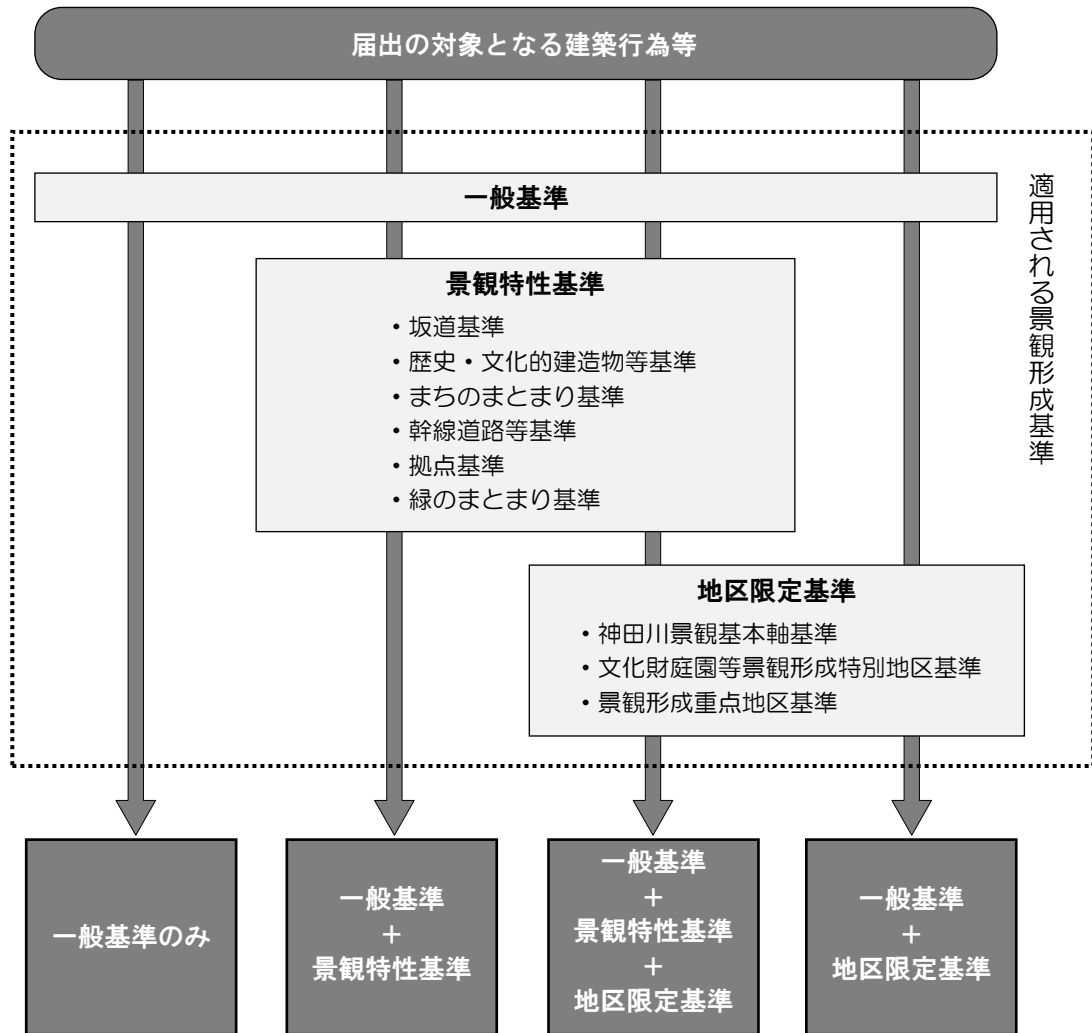 届出の対象となる建築行為等
適用される景観形成基準
一般基準
景観特性基準
・坂道基準
・歴史・文化的建造物等基準
・まちのまとまり基準
・幹線道路等基準
・拠点基準
・緑のまとまり基準
地区限定基準
・神田川景観基本軸基準
・文化財庭園等景観形成特別地区基準
・景観形成重点地区基準
一般基準のみ
一般基準
+
景観特性基準
一般基準
+
景観特性基準
+
地区限定基準
一般基準
+
地区限定基準